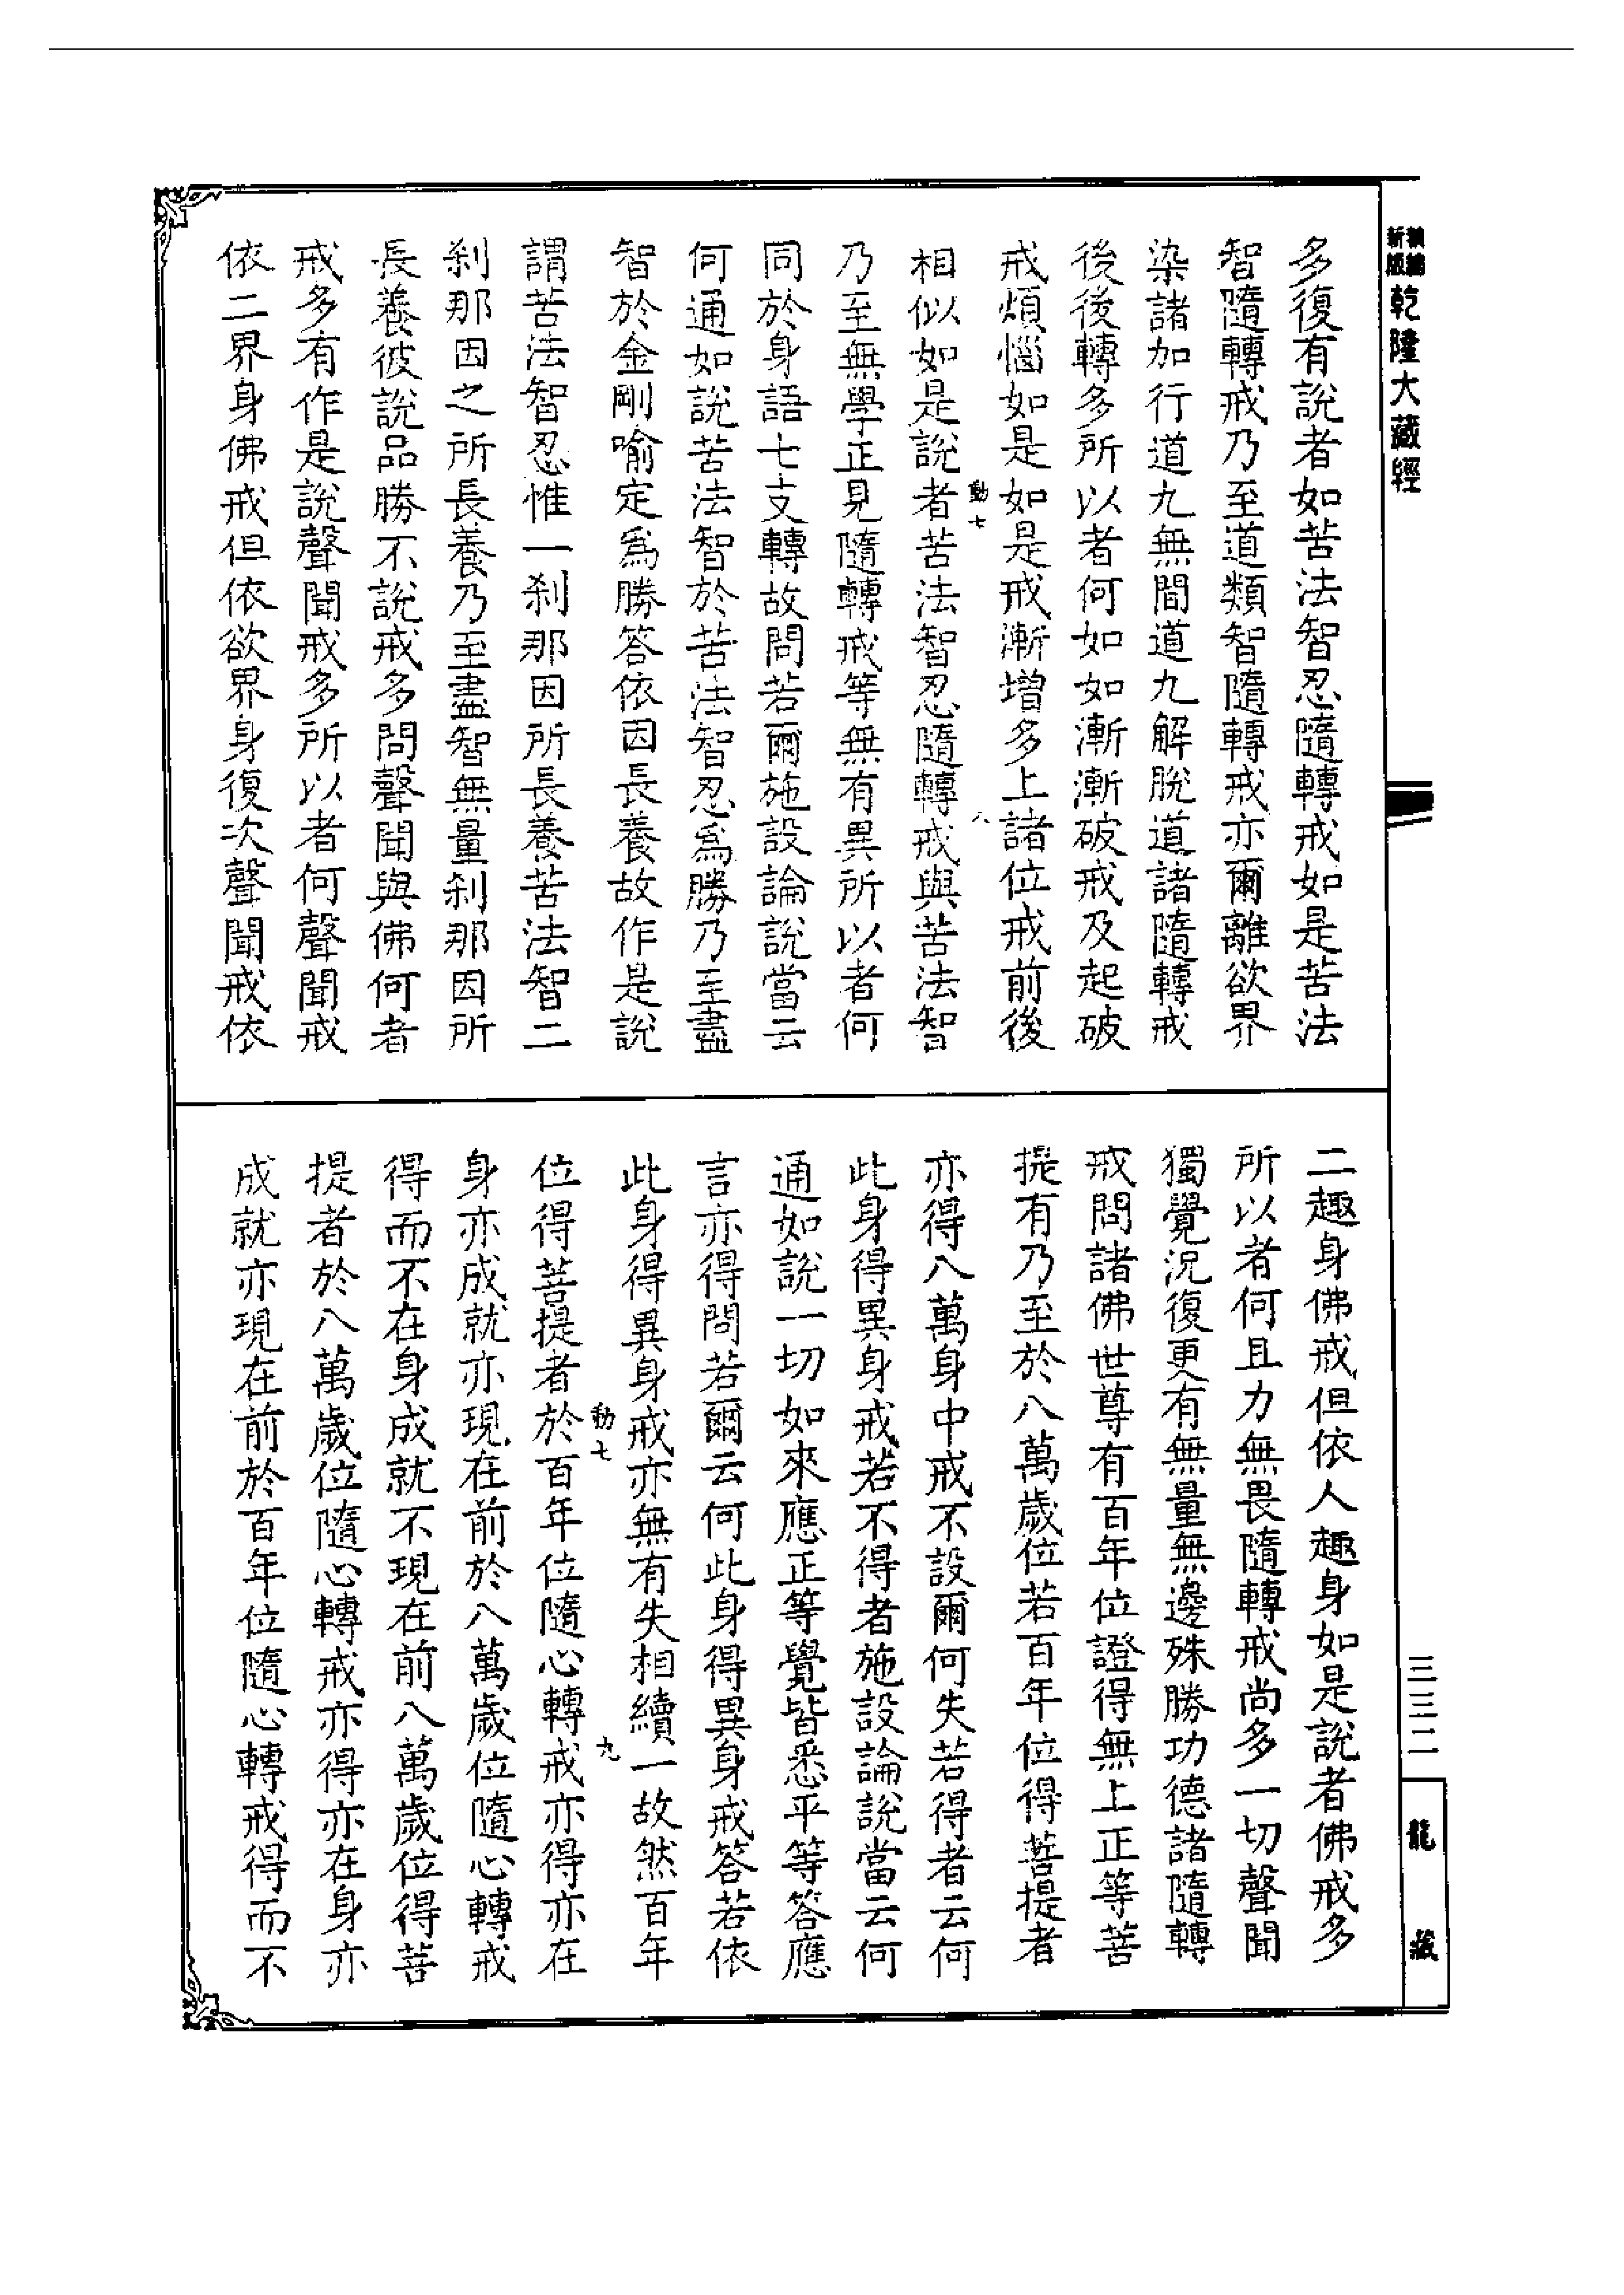 新版
精編
乾隆大藏經
多復有說者如苦法智忍隨轉戒如是苦法
智隨轉戒乃至道類智隨轉戒亦爾離欲界
染諸加行道九無間道九解脫道諸隨轉戒
後後轉多所以者何如如漸漸破戒及起破
戒煩惱如是如是戒漸增多上諸位戒前後
動七
八
相似如是說者苦法智忍隨轉戒與苦法智
乃至無學正見隨轉戒等無有異所以者何
同於身語七支轉故問若爾施設論說當云
何通如說苦法智於苦法智忍為勝乃至盡
智於金剛喻定為勝答依因長養故作是說
謂苦法智忍惟一剎那因所長養苦法智二
剎那因之所長養乃至盡智無量剎那因所
長養彼說品勝不說戒多問聲聞與佛何者
戒多有作是說聲聞戒多所以者何聲聞戒
依二界身佛戒但依欲界身復次聲聞戒依
二趣身佛戒但依人趣身如是說者佛戒多
所以者何且力無畏隨轉戒尚多一切聲聞
獨覺況復更有無量無邊殊勝功德諸隨轉
戒問諸佛世尊有百年位證得無上正等菩
提有乃至於八萬歲位若百年位得菩提者
亦得八萬身中戒不設爾何失若得者云何
此身得異身戒若不得者施設論說當云何
通如說一切如來應正等覺皆悉平等答應
言亦得問若爾云何此身得異身戒答若依
此身得異身戒亦無有失相續一故然百年
動七
九
位得菩提者於百年位隨心轉戒亦得亦在
身亦成就亦現在前於八萬歲位隨心轉戒
得而不在身成就不現在前八萬歲位得菩
提者於八萬歲位隨心轉戒亦得亦在身亦
成就亦現在前於百年位隨心轉戒得而不
三三二
龍藏